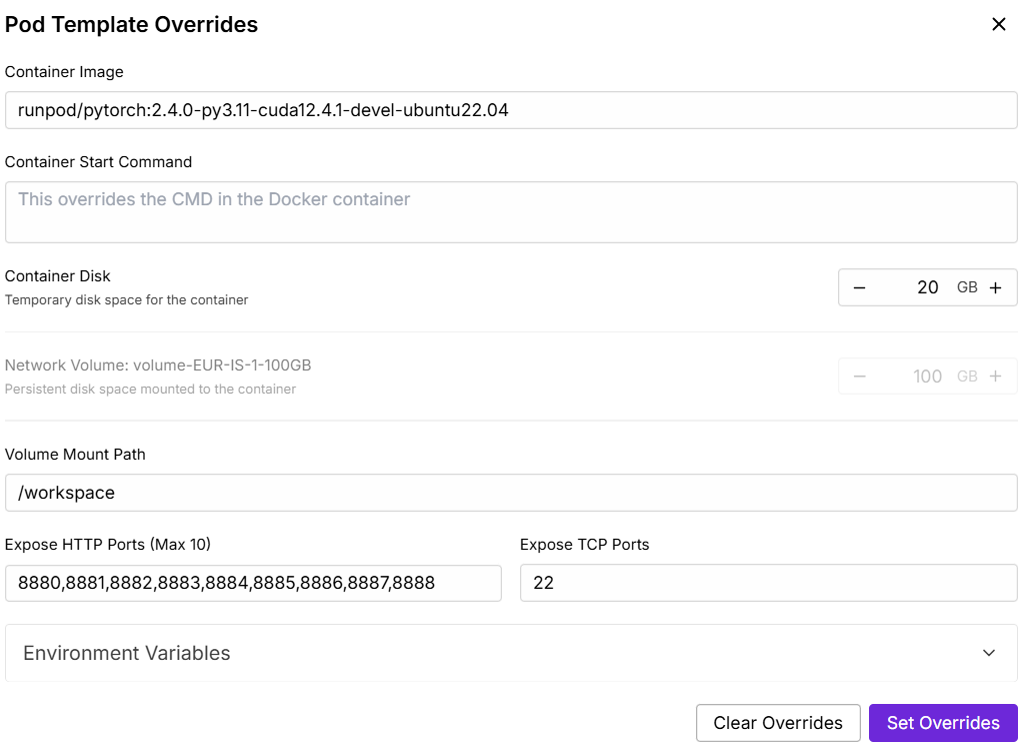 Pod Template Overrides
Container Image
runpod/pytorch:2.4.0-py3.11-cuda12.4.1-devel-ubuntu22.04
Container Start Command
This overrides the CMD in the Docker container
Container Disk
Temporary disk space for the container
20 GB
Network Volume: volume-EUR-IS-1-100GB
Persistent disk space mounted to the container
100 GB
Volume Mount Path
/workspace
Expose HTTP Ports (Max 10)
8880,8881,8882,8883,8884,8885,8886,8887,8888
Expose TCP Ports
22
Environment Variables
Clear Overrides
Set Overrides